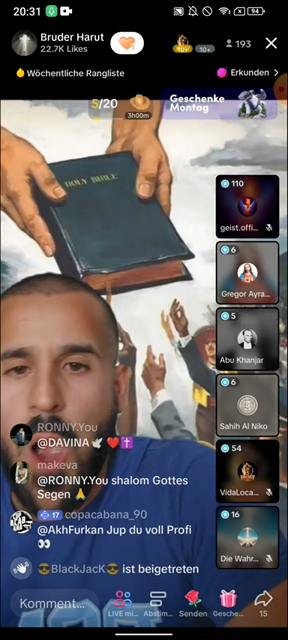 20:31
94
Bruder Harut
22.7K Likes
10+
193
Wöchentliche Rangliste
Erkunden >
5/20
3h00m
Geschenke
Montag
HOLY BIBLE
110
geist.offi...
6
Gregor Ayra...
5
Abu Khanjar
6
Sahih Al Niko
54
VidaLoca...
16
Die Wahr...
RONNY.You
@DAVINA🕊️❤️✝️
makeva
@RONNY.You shalom Gottes
Segen 🙏
17 copacabana_90
@AkhFurkan Jup du voll Profi
👀
😎BlackJacK😎 ist beigetreten
Kommentar...
LIVE mi...
Abstim...
Senden
Gesche...
15